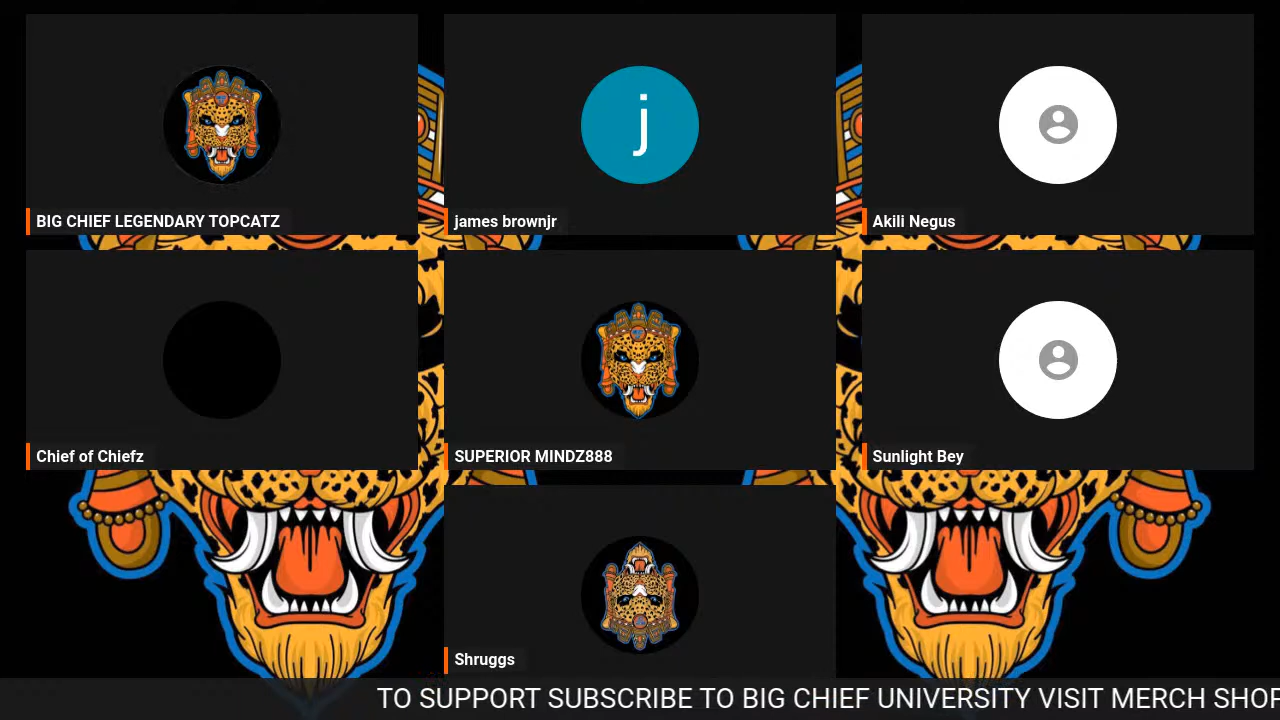 j
BIG CHIEF LEGENDARY TOPCATZ
james brownjr
Akili Negus
Chief of Chiefz
SUPERIOR MINDZ888
Sunlight Bey
Shruggs
TO SUPPORT SUBSCRIBE TO BIG CHIEF UNIVERSITY VISIT MERCH SHOP